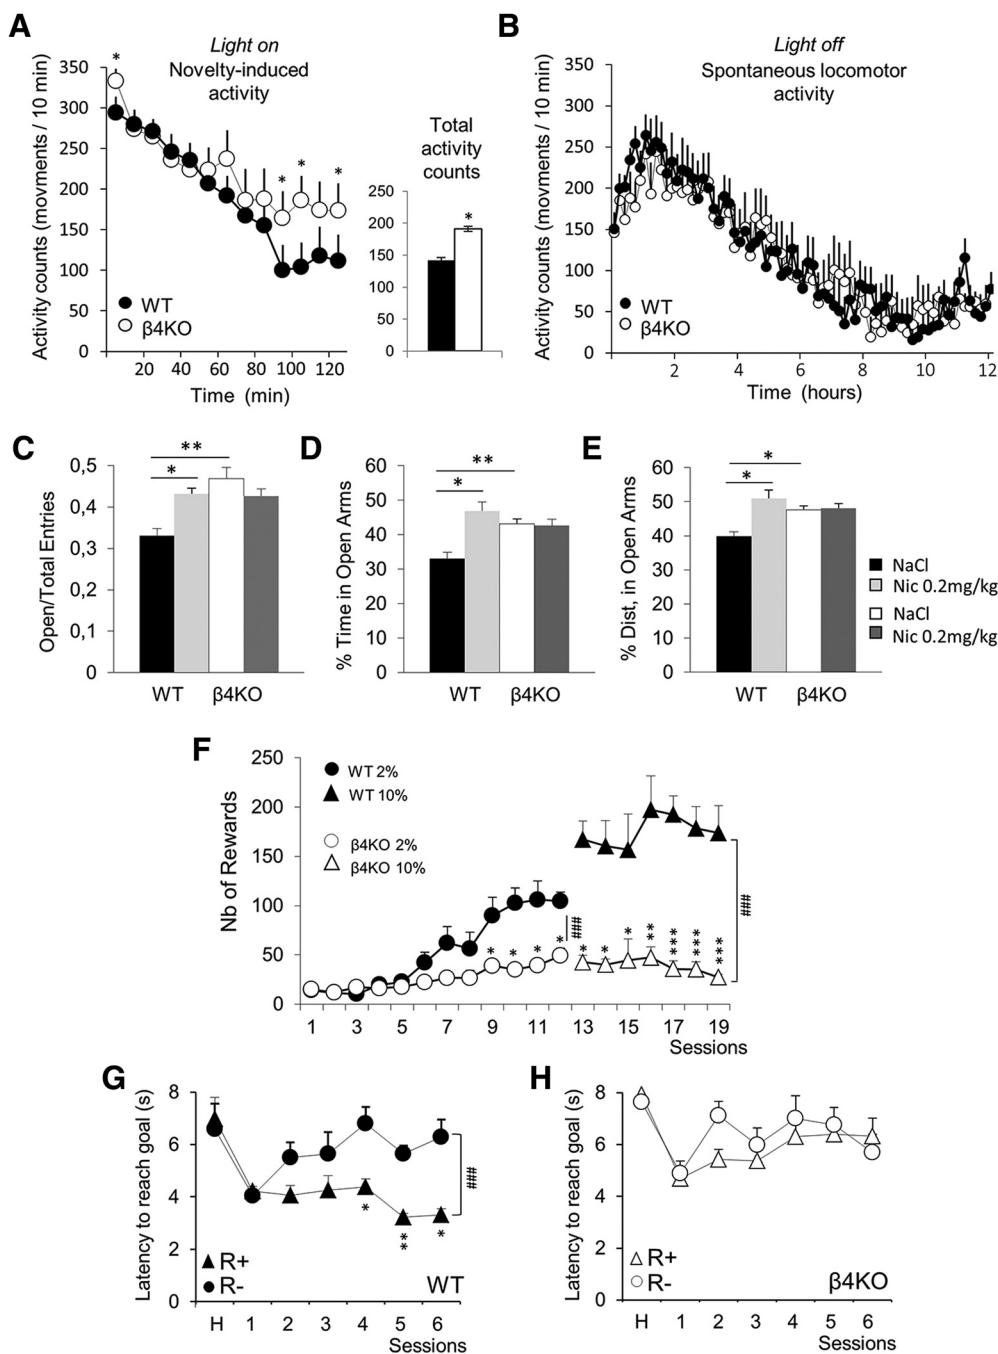 A
Light on
Novelty-induced
activity
Activity counts (movments / 10 min)
350
300
250
200
150
100
50
0
*
*
*
*
WT
β4KO
20
40
60
80
100
120
Time (min)
Total
activity
counts
250
200
150
100
50
0
*
B
Light off
Spontaneous locomotor
activity
Activity counts (movements / 10 min)
350
300
250
200
150
100
50
0
WT
β4KO
2
4
6
8
10
12
Time (hours)
C
Open/Total Entries
0,5
0,4
0,3
0,2
0,1
0
**
*
WT
β4KO
D
% Time in Open Arms
60
50
40
30
20
10
0
**
*
WT
β4KO
E
% Dist, in Open Arms
60
50
40
30
20
10
0
*
*
WT
β4KO
NaCl
Nic 0.2mg/kg
NaCl
Nic 0.2mg/kg
F
Nb of Rewards
250
200
150
100
50
0
WT 2%
WT 10%
β4KO 2%
β4KO 10%
* * * *
###
* * * ** *** *** ***
###
1 3 5 7 9 11 13 15 17 19
Sessions
G
Latency to reach goal (s)
8
6
4
2
0
###
*
**
*
R+
R-
WT
H 1 2 3 4 5 6
Sessions
H
Latency to reach goal (s)
8
6
4
2
0
R+
R-
β4KO
H 1 2 3 4 5 6
Sessions